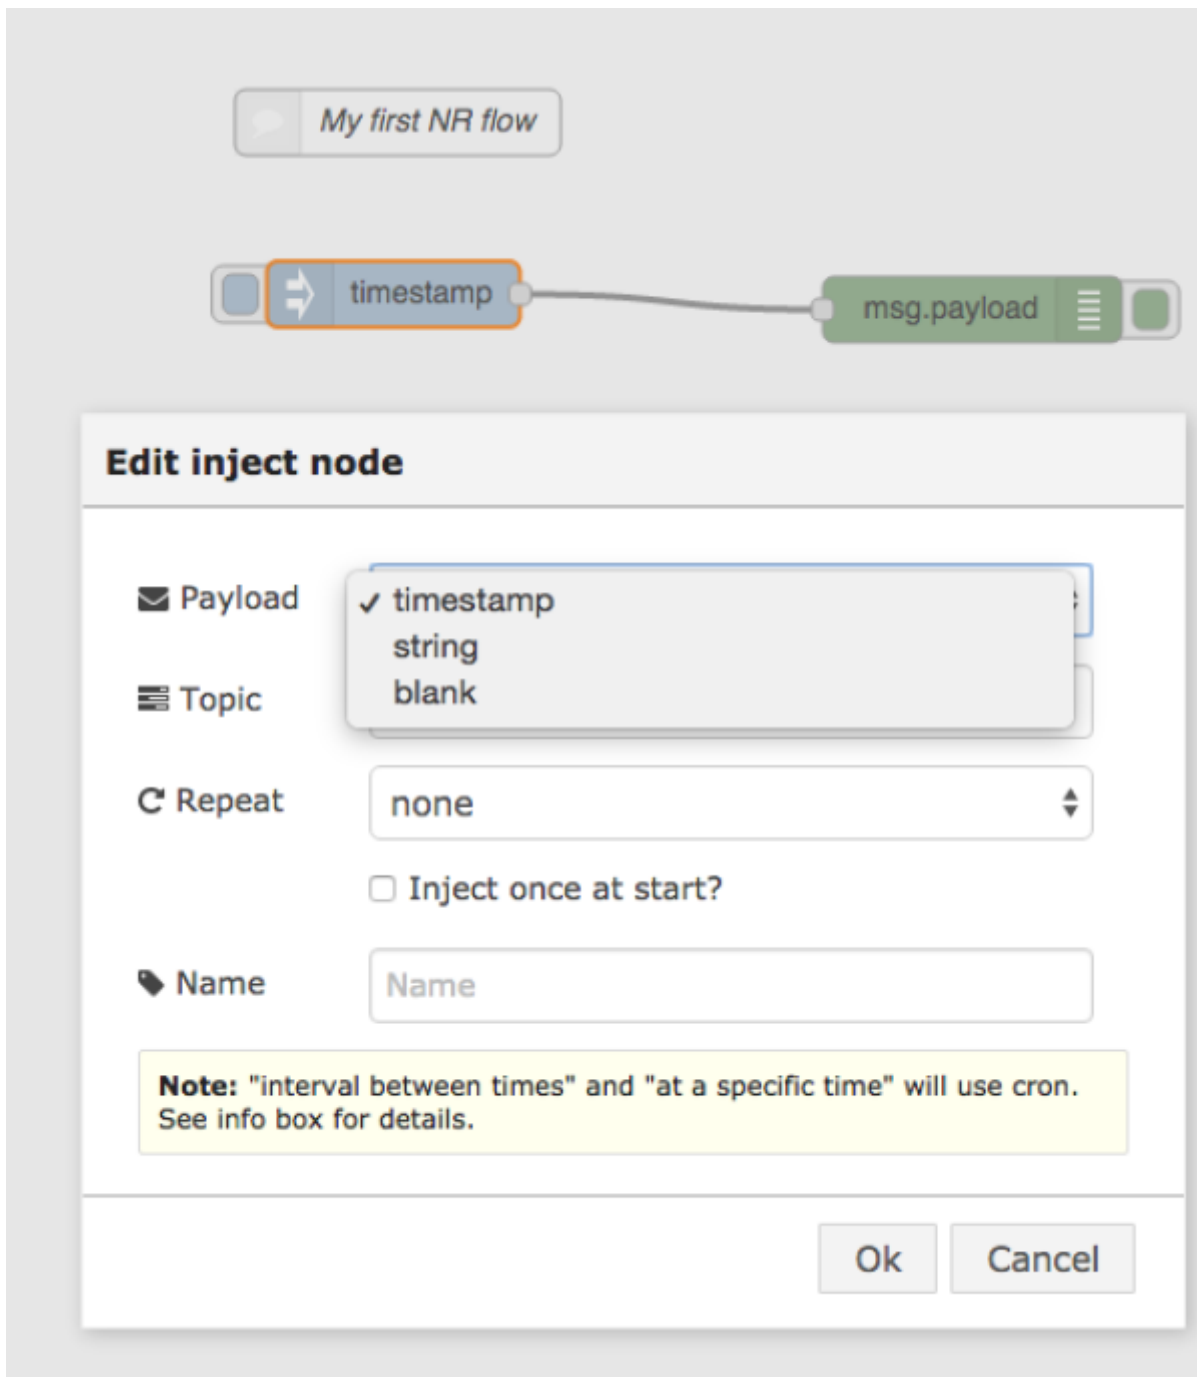 My first NR flow
timestamp
msg.payload
Edit inject node
Payload
timestamp
string
blank
Topic
Repeat
none
Inject once at start?
Name
Name
Note: "interval between times" and "at a specific time" will use cron.
See info box for details.
Ok
Cancel